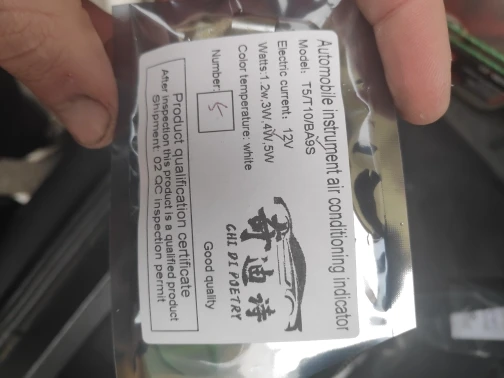 Automobile instrument air conditioning indicator
Model: T5/T10/BA9S
Electric current: 12V
Watts:1.2w,3W,4W,5W
Color temperature: white
Number: 5
奇迪诗
CHI DI POETRY
Good quality
Product qualification certificate
After inspection this product is a qualified product
Shipment 02 QC inspection permit